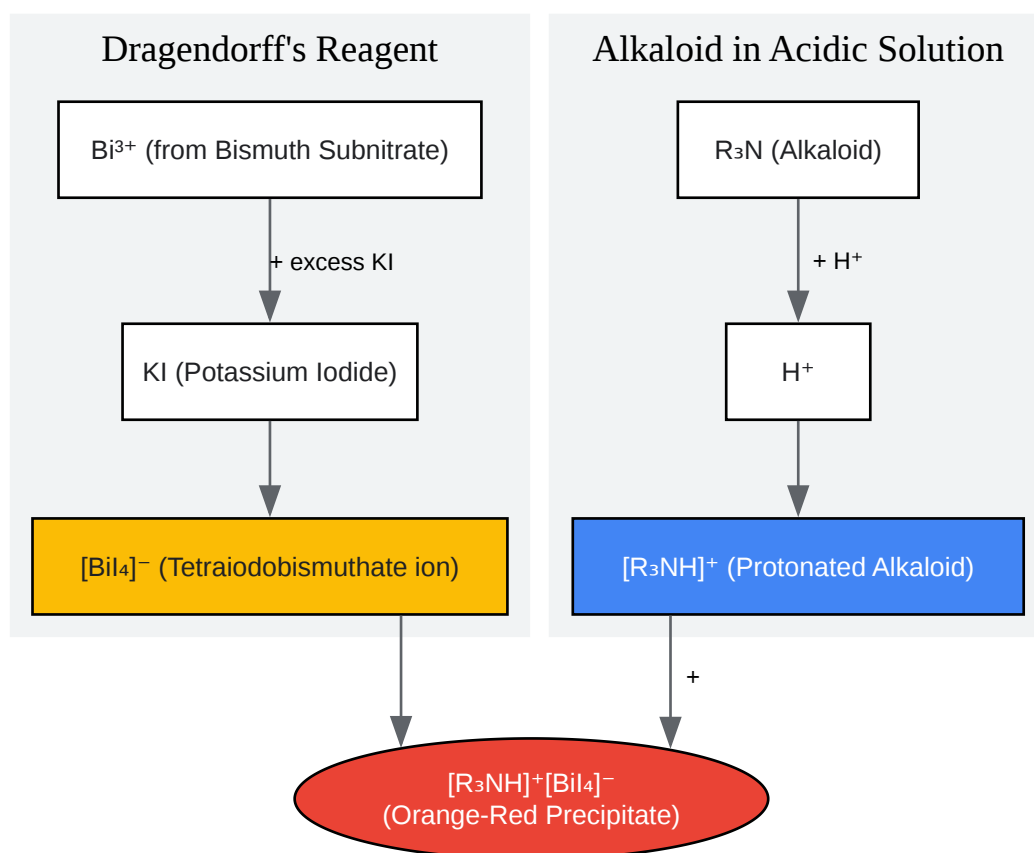 Dragendorff's Reagent
Bi³⁺ (from Bismuth Subnitrate)
+ excess KI
KI (Potassium Iodide)
[BiI₄]⁻ (Tetraiodobismuthate ion)
Alkaloid in Acidic Solution
R₃N (Alkaloid)
+ H⁺
H⁺
[R₃NH]⁺ (Protonated Alkaloid)
+
[R₃NH]⁺[BiI₄]⁻
(Orange-Red Precipitate)